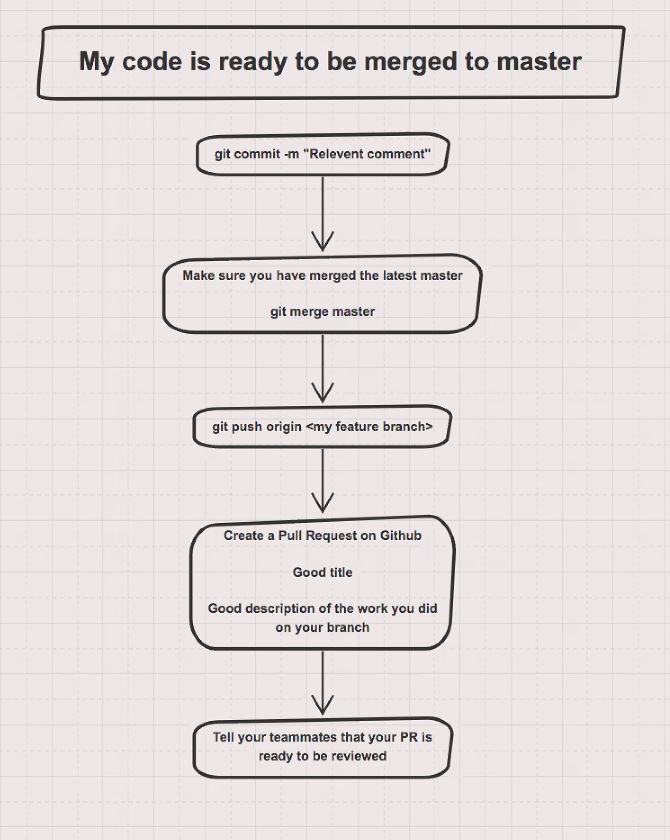 My code is ready to be merged to master
git commit -m "Relevent comment"
Make sure you have merged the latest master
git merge master
git push origin <my feature branch>
Create a Pull Request on Github
Good title
Good description of the work you did
on your branch
Tell your teammates that your PR is
ready to be reviewed